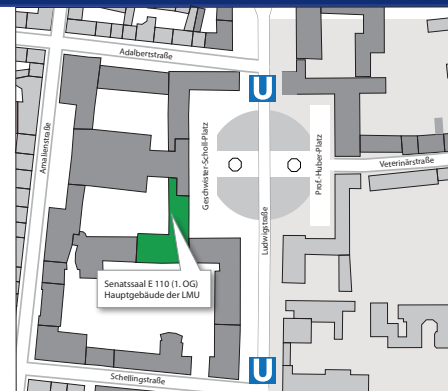 Adalbertstraße
U
Amalienstraße
Geschwister-Scholl-Platz
Prof.-Huber-Platz
Veterinärstraße
Ludwigstraße
Senatssaal E 110 (1. OG)
Hauptgebäude der LMU
Schellingstraße
U